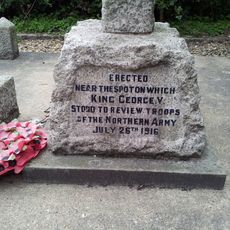 ERECTED
NEAR THE SPOT ON WHICH
KING GEORGE.V.
STOOD TO REVIEW TROOPS
OF THE NORTHERN ARMY
JULY 26TH 1916